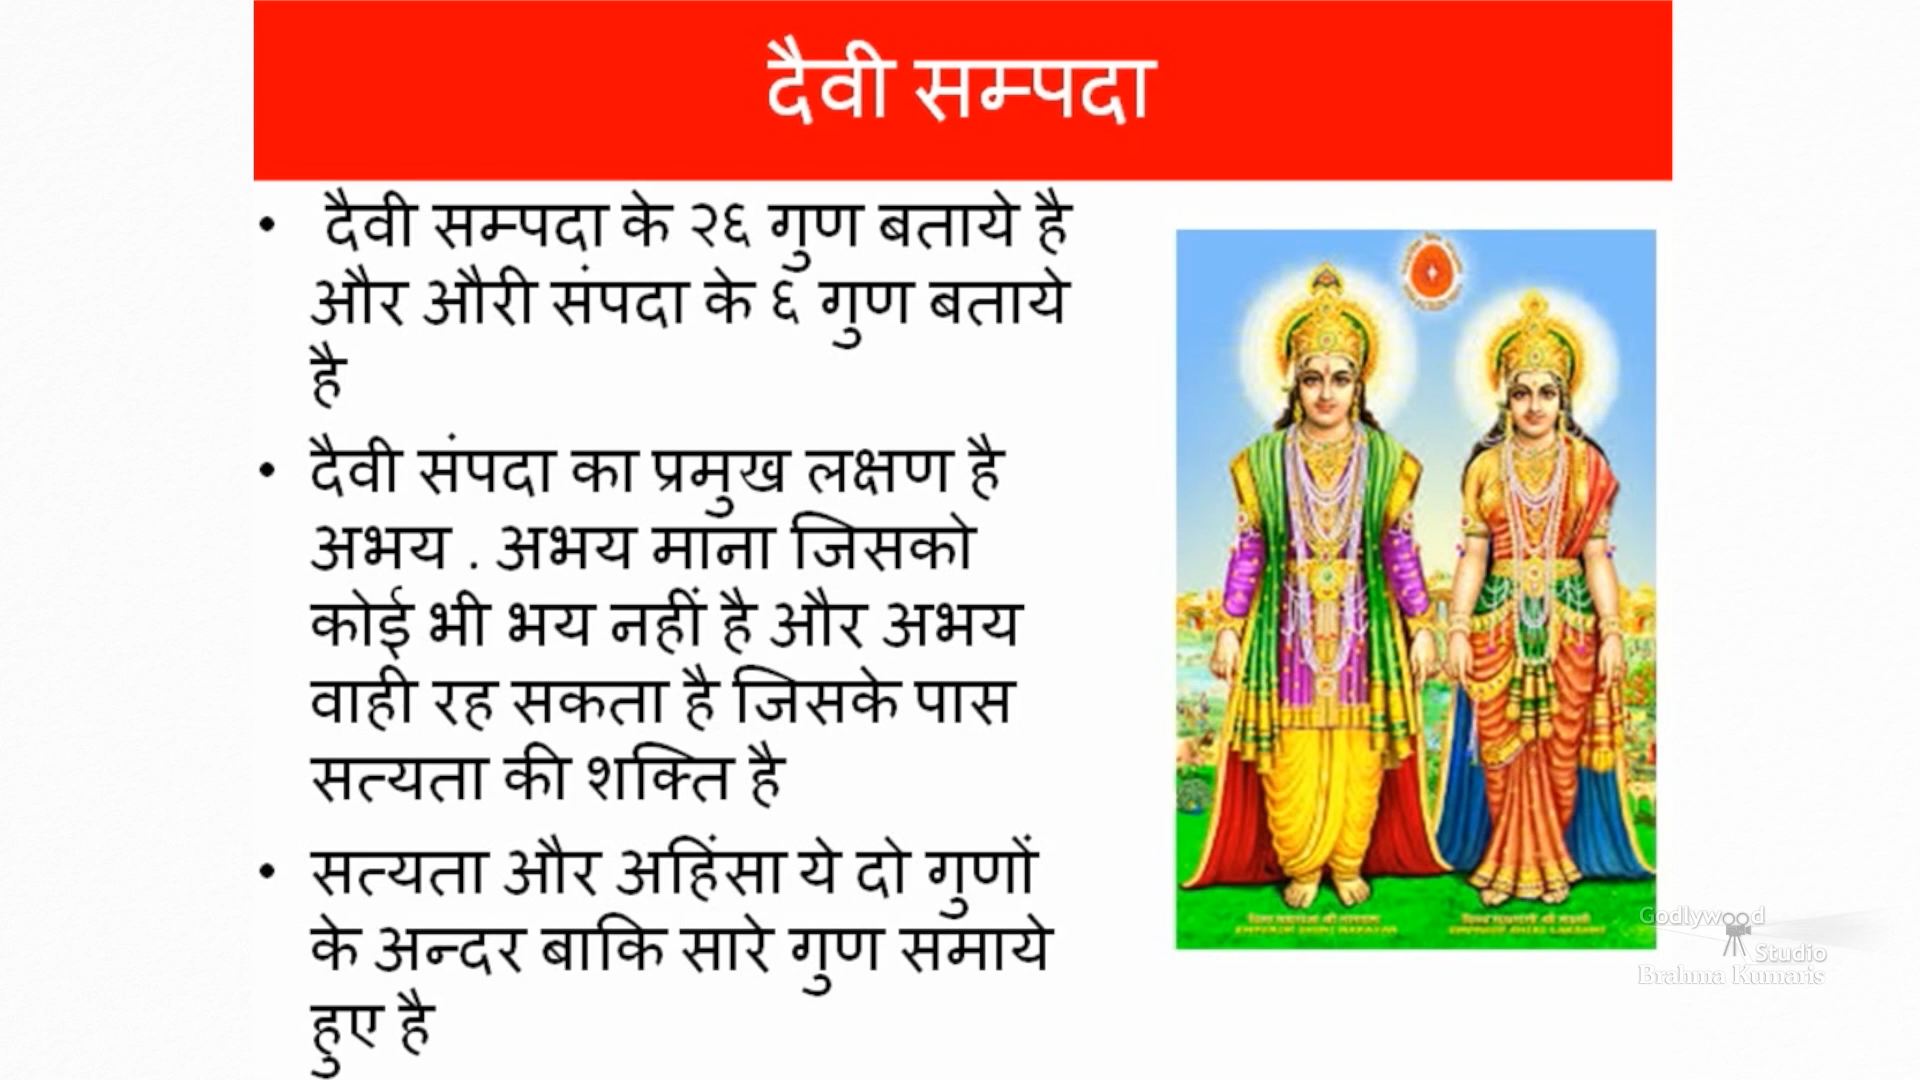 दैवी सम्पदा
• दैवी सम्पदा के २६ गुण बताये है
और औरी संपदा के ६ गुण बताये
है
• दैवी संपदा का प्रमुख लक्षण है
अभय . अभय माना जिसको
कोई भी भय नहीं है और अभय
वाही रह सकता है जिसके पास
सत्यता की शक्ति है
• सत्यता और अहिंसा ये दो गुणों
के अन्दर बाकि सारे गुण समाये
हुए है
Godlywood
Studio
Brahma Kumaris